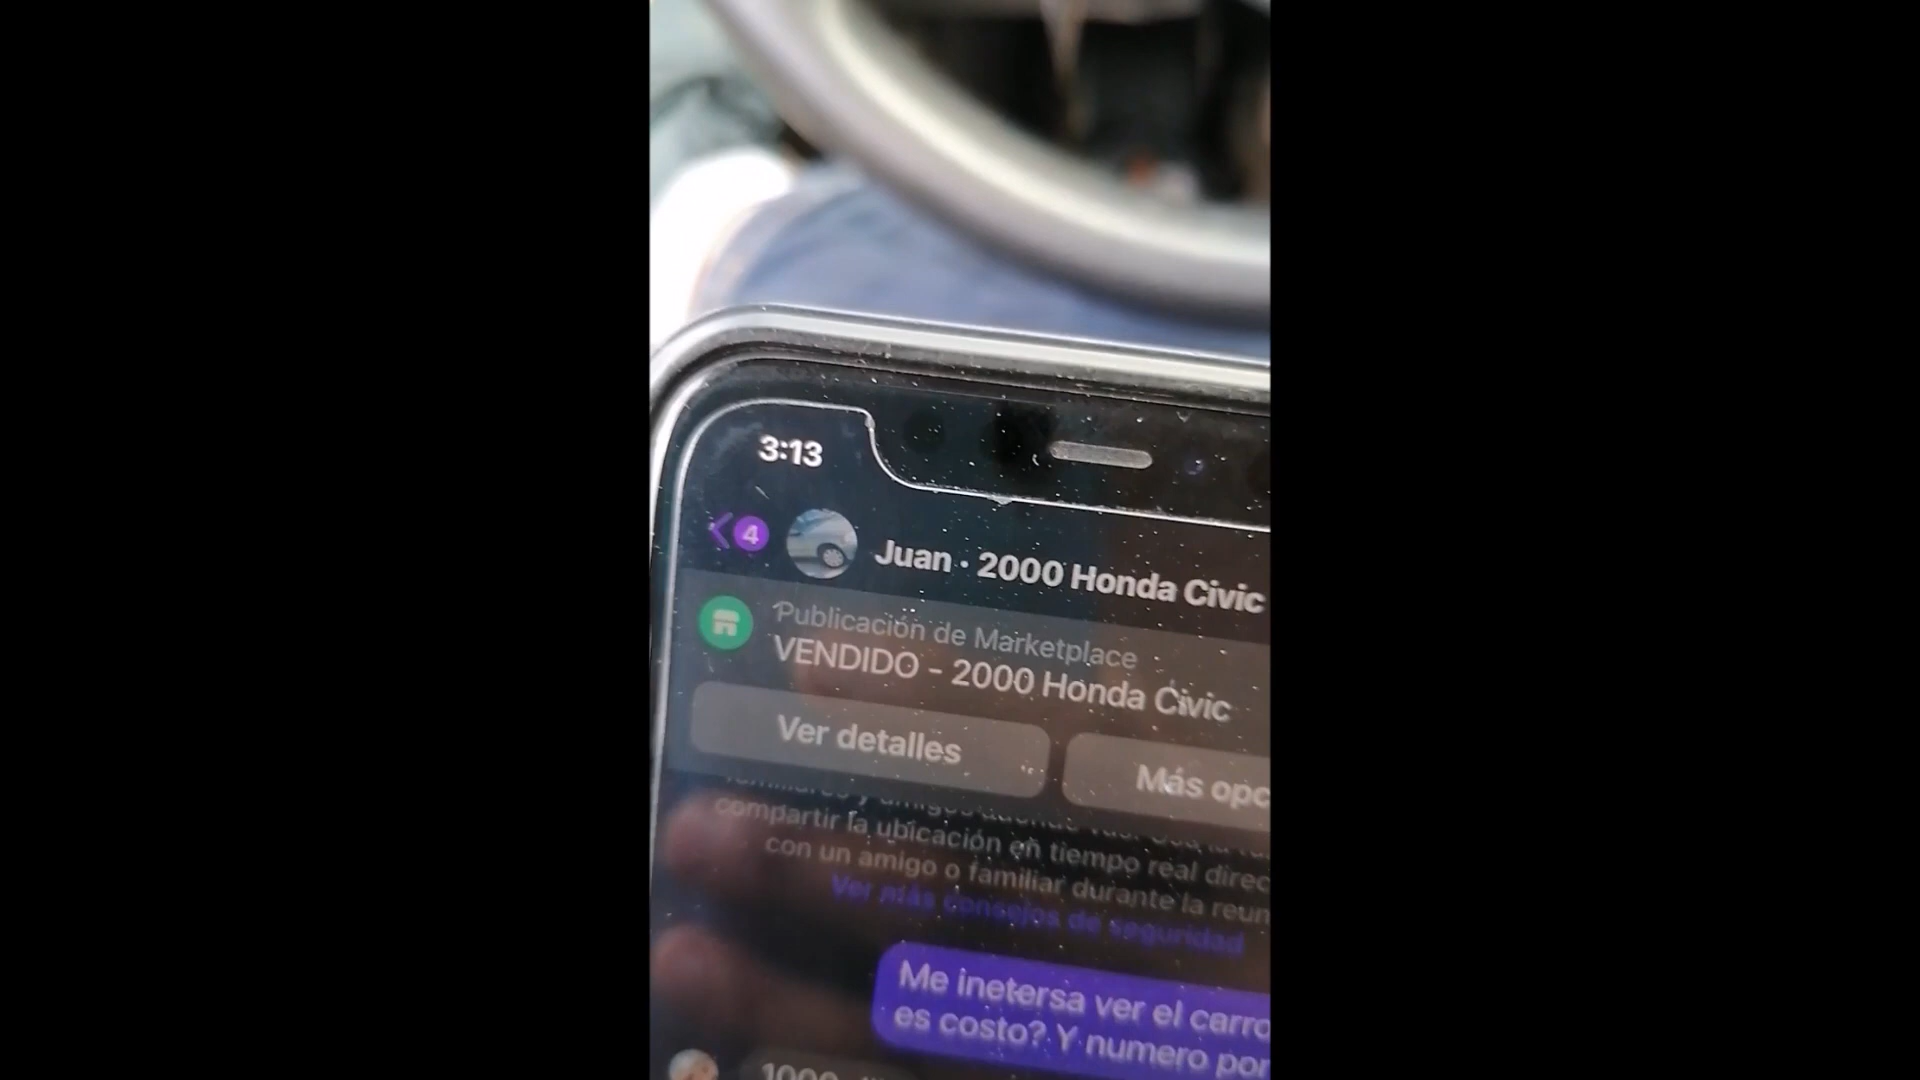 3:13
4
Juan · 2000 Honda Civic
Publicación de Marketplace
VENDIDO - 2000 Honda Civic
Ver detalles
Más opc
compartir la ubicación en tiempo real direc
con un amigo o familiar durante la reun
Ver más consejos de seguridad
Me inetersa ver el carro
es costo? Y numero por